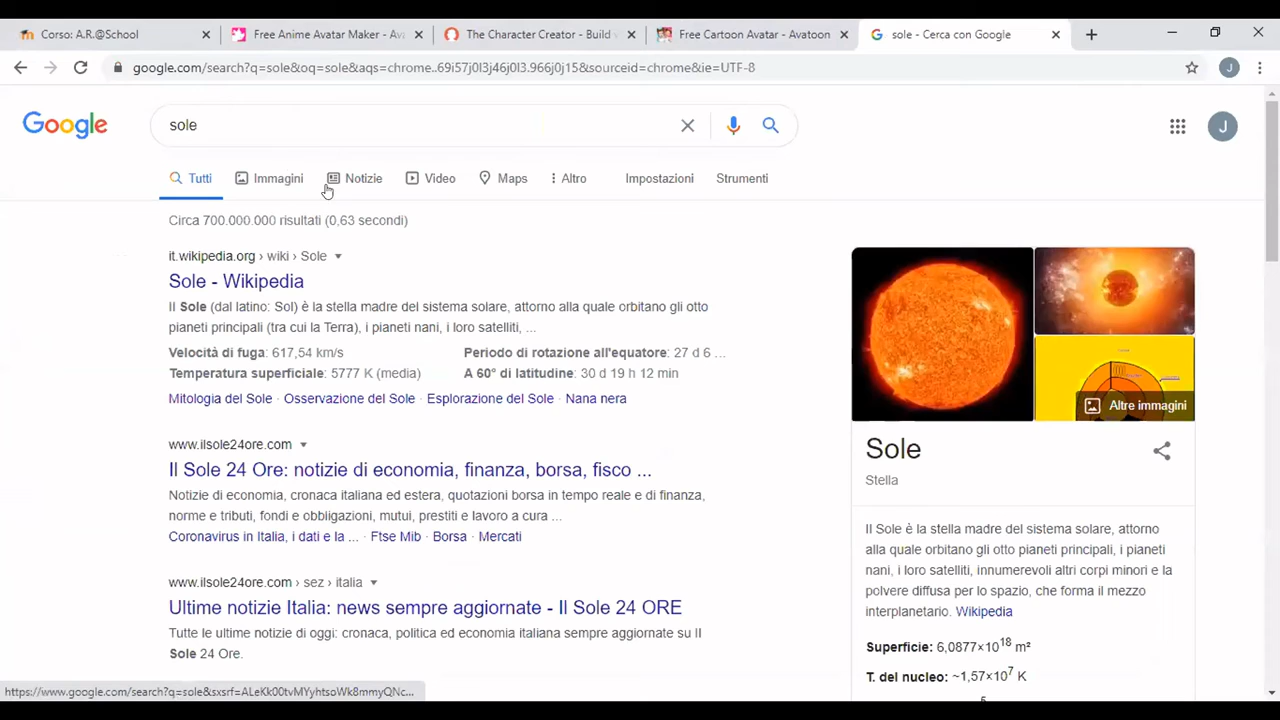 Corso: A.R.@School
Free Anime Avatar Maker - Ava
The Character Creator - Build v
Free Cartoon Avatar - Avatoon
sole - Cerca con Google
google.com/search?q=sole&oq=sole&aqs=chrome..69i57j0l3j46j0l3.966j0j15&sourceid=chrome&ie=UTF-8
J
Google
sole
J
Tutti
Immagini
Notizie
Video
Maps
Altro
Impostazioni
Strumenti
Circa 700.000.000 risultati (0,63 secondi)
it.wikipedia.org › wiki › Sole
Sole - Wikipedia
Il Sole (dal latino: Sol) è la stella madre del sistema solare, attorno alla quale orbitano gli otto
pianeti principali (tra cui la Terra), i pianeti nani, i loro satelliti, ...
Velocità di fuga: 617,54 km/s
Periodo di rotazione all'equatore: 27 d 6 ...
Temperatura superficiale: 5777 K (media)
A 60° di latitudine: 30 d 19 h 12 min
Mitologia del Sole · Osservazione del Sole · Esplorazione del Sole · Nana nera
www.ilsole24ore.com
Il Sole 24 Ore: notizie di economia, finanza, borsa, fisco ...
Notizie di economia, cronaca italiana ed estera, quotazioni borsa in tempo reale e di finanza,
norme e tributi, fondi e obbligazioni, mutui, prestiti e lavoro a cura ...
Coronavirus in Italia, i dati e la ... · Ftse Mib · Borsa · Mercati
www.ilsole24ore.com › sez › italia
Ultime notizie Italia: news sempre aggiornate - Il Sole 24 ORE
Tutte le ultime notizie di oggi: cronaca, politica ed economia italiana sempre aggiornate su Il
Sole 24 Ore.
Altre immagini
Sole
Stella
Il Sole è la stella madre del sistema solare, attorno
alla quale orbitano gli otto pianeti principali, i pianeti
nani, i loro satelliti, innumerevoli altri corpi minori e la
polvere diffusa per lo spazio, che forma il mezzo
interplanetario. Wikipedia
Superficie: 6,0877×10¹⁸ m²
T. del nucleo: ~1,57×10⁷ K
https://www.google.com/search?q=sole&sxsrf=ALeKk00tvMYyhtsoWk8mmyQNc...